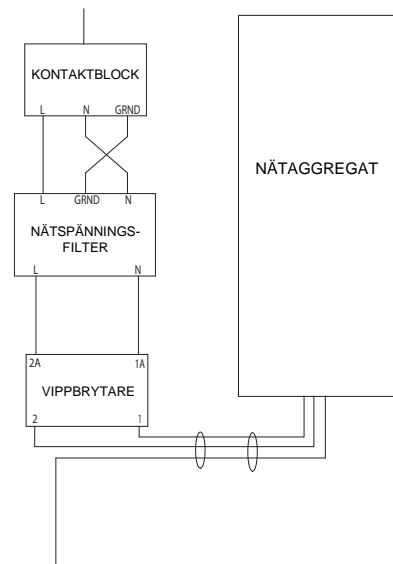 KONTAKTBLOCK
L N GRND
L GRND N
NÄTSPÄNNINGS-
FILTER
L N
2A 1A
VIPPBRYTARE
2 1
NÄTAGGREGAT